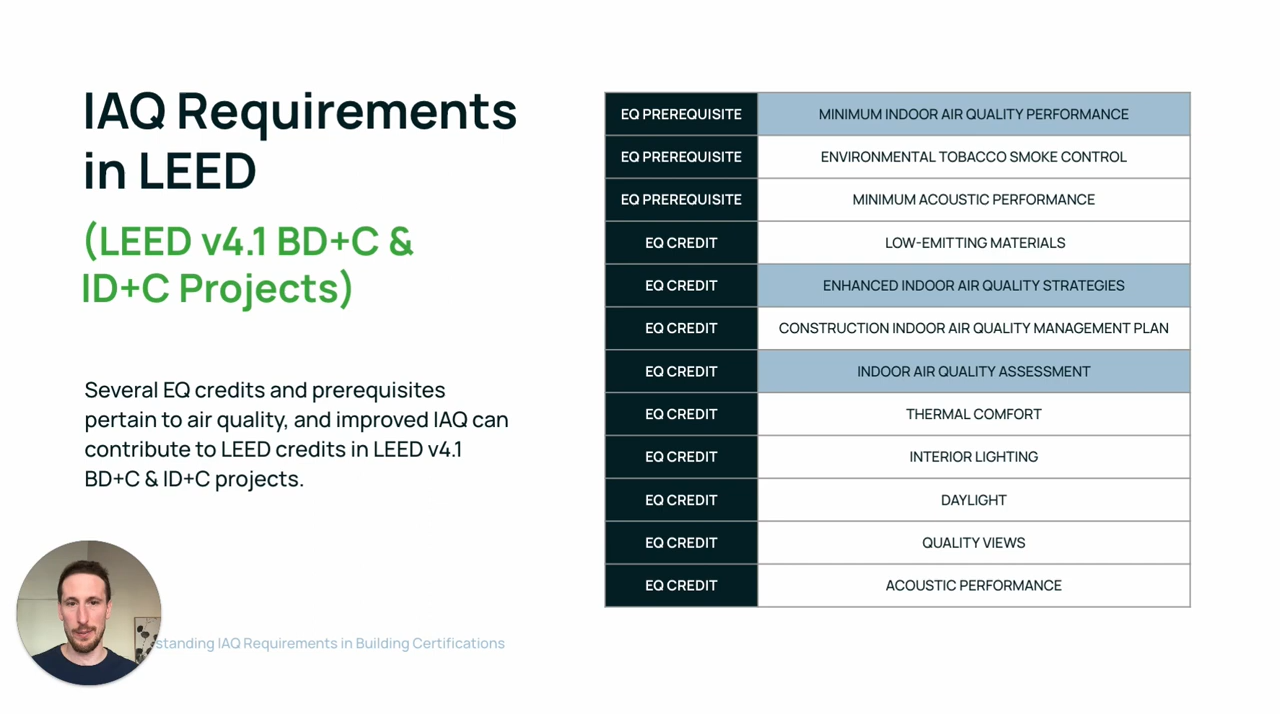 IAQ Requirements
in LEED
(LEED v4.1 BD+C &
ID+C Projects)
Several EQ credits and prerequisites
pertain to air quality, and improved IAQ can
contribute to LEED credits in LEED v4.1
BD+C & ID+C projects.
EQ PREREQUISITE MINIMUM INDOOR AIR QUALITY PERFORMANCE
EQ PREREQUISITE ENVIRONMENTAL TOBACCO SMOKE CONTROL
EQ PREREQUISITE MINIMUM ACOUSTIC PERFORMANCE
EQ CREDIT LOW-EMITTING MATERIALS
EQ CREDIT ENHANCED INDOOR AIR QUALITY STRATEGIES
EQ CREDIT CONSTRUCTION INDOOR AIR QUALITY MANAGEMENT PLAN
EQ CREDIT INDOOR AIR QUALITY ASSESSMENT
EQ CREDIT THERMAL COMFORT
EQ CREDIT INTERIOR LIGHTING
EQ CREDIT DAYLIGHT
EQ CREDIT QUALITY VIEWS
EQ CREDIT ACOUSTIC PERFORMANCE
standing IAQ Requirements in Building Certifications